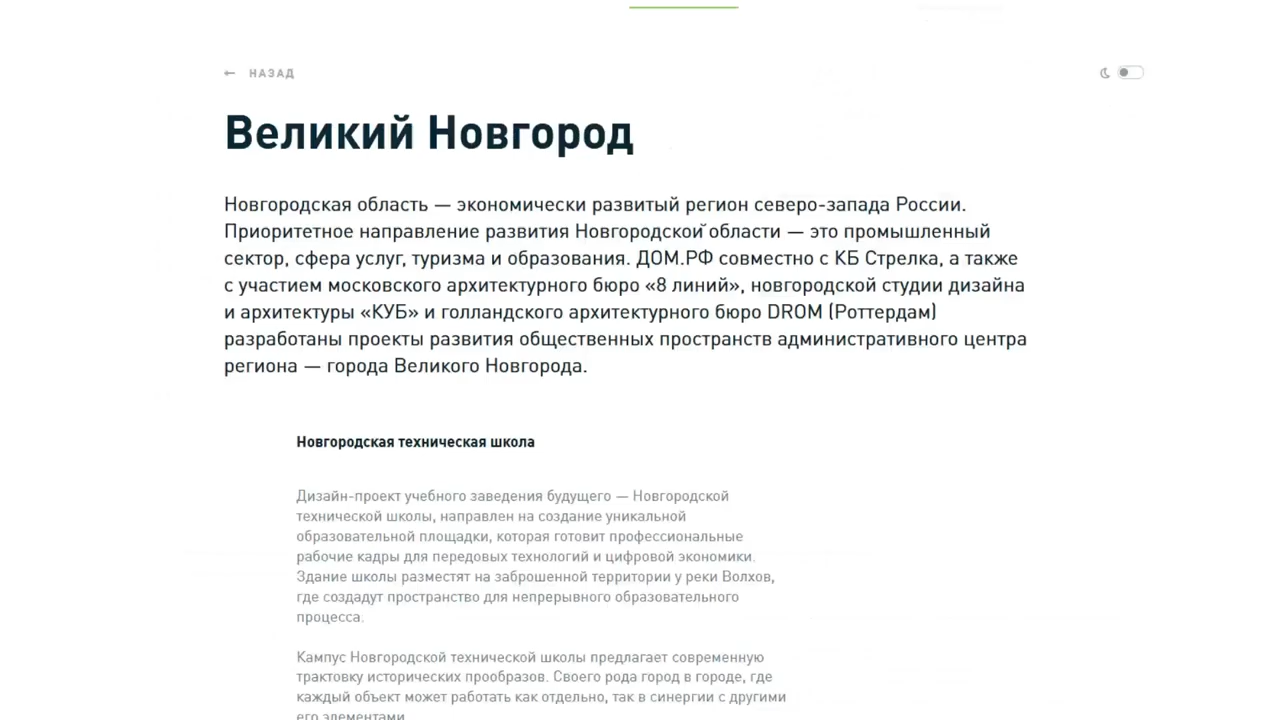 ← НАЗАД
Великий Новгород
Новгородская область — экономически развитый регион северо-запада России.
Приоритетное направление развития Новгородской области — это промышленный
сектор, сфера услуг, туризма и образования. ДОМ.РФ совместно с КБ Стрелка, а также
с участием московского архитектурного бюро «8 линий», новгородской студии дизайна
и архитектуры «КУБ» и голландского архитектурного бюро DROM (Роттердам)
разработаны проекты развития общественных пространств административного центра
региона — города Великого Новгорода.
Новгородская техническая школа
Дизайн-проект учебного заведения будущего — Новгородской
технической школы, направлен на создание уникальной
образовательной площадки, которая готовит профессиональные
рабочие кадры для передовых технологий и цифровой экономики.
Здание школы разместят на заброшенной территории у реки Волхов,
где создадут пространство для непрерывного образовательного
процесса.
Кампус Новгородской технической школы предлагает современную
трактовку исторических прообразов. Своего рода город в городе, где
каждый объект может работать как отдельно, так в синергии с другими
его элементами.